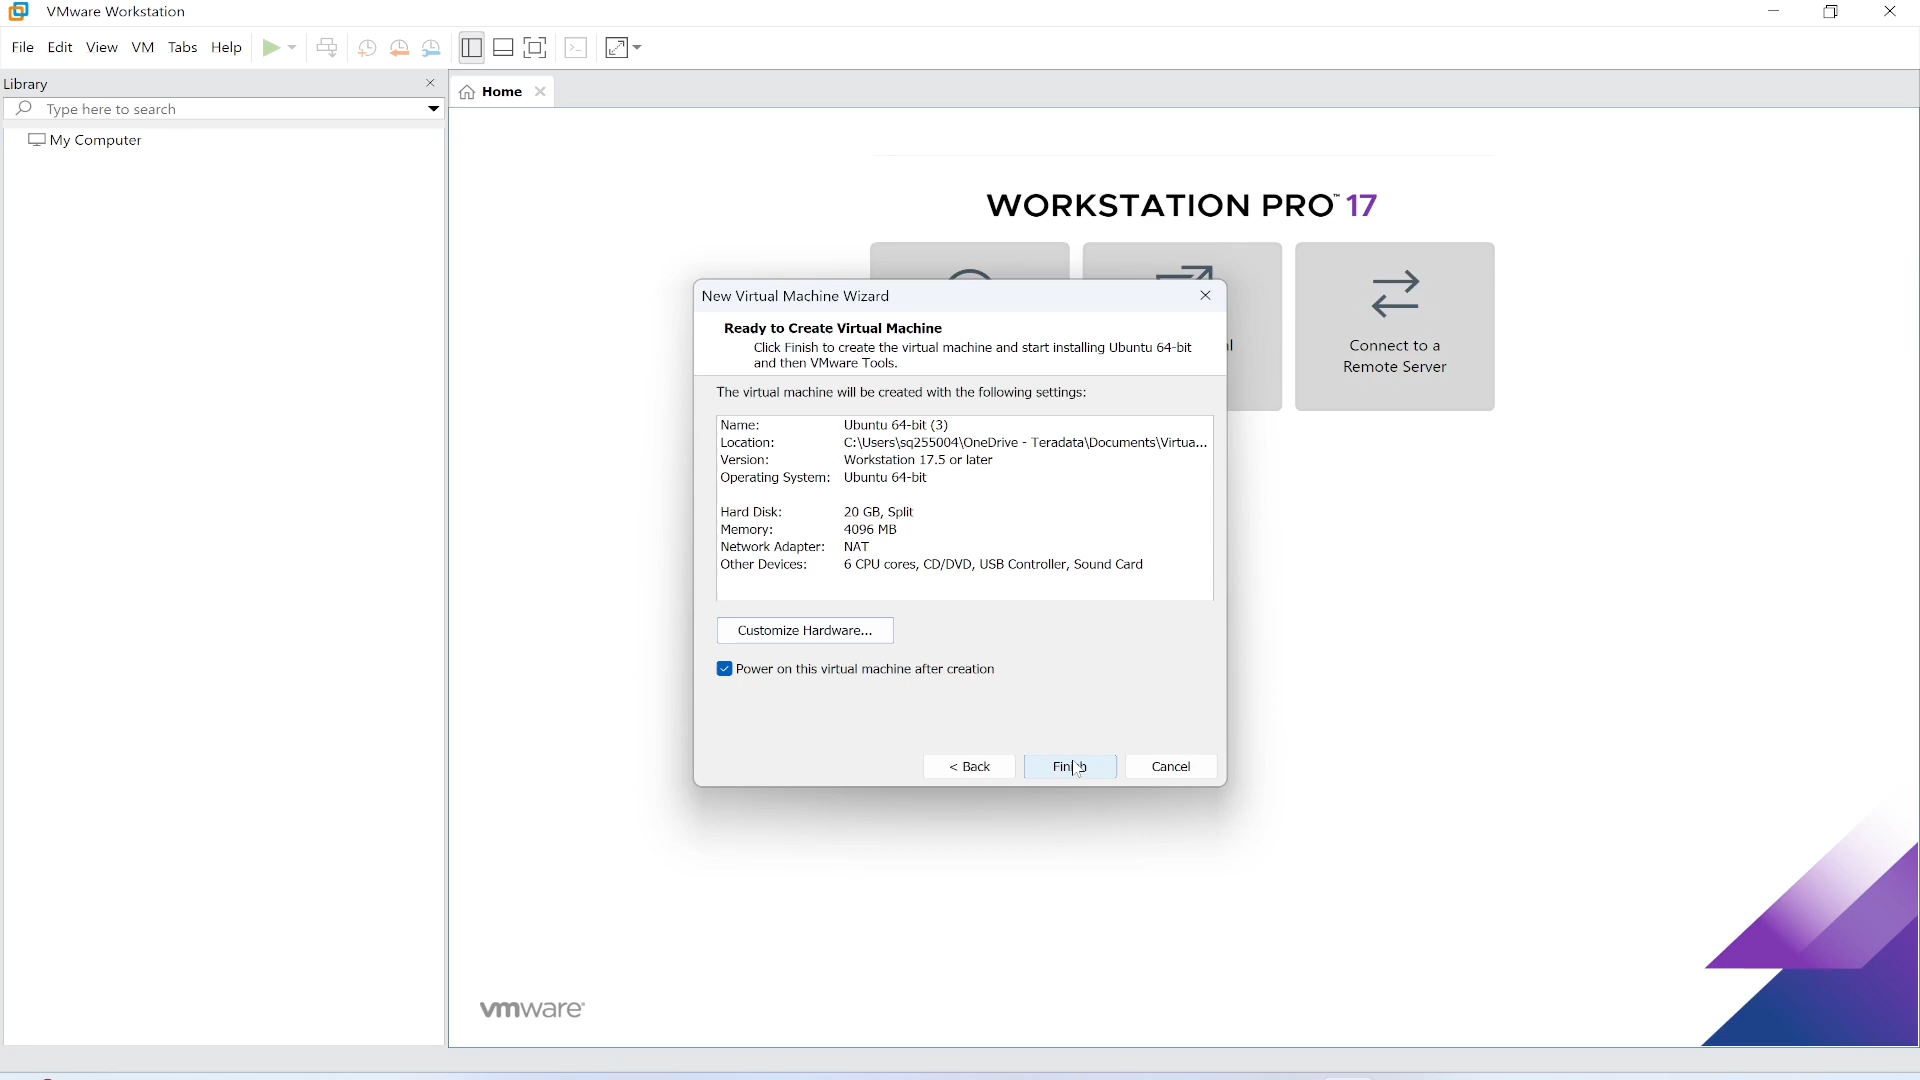 VMware Workstation
File Edit View VM Tabs Help
Library
Type here to search
My Computer
Home
WORKSTATION PRO™ 17
Connect to a
Remote Server
New Virtual Machine Wizard
Ready to Create Virtual Machine
Click Finish to create the virtual machine and start installing Ubuntu 64-bit
and then VMware Tools.
The virtual machine will be created with the following settings:
Name: Ubuntu 64-bit (3)
Location: C:\Users\sq255004\OneDrive - Teradata\Documents\Virtua...
Version: Workstation 17.5 or later
Operating System: Ubuntu 64-bit
Hard Disk: 20 GB, Split
Memory: 4096 MB
Network Adapter: NAT
Other Devices: 6 CPU cores, CD/DVD, USB Controller, Sound Card
Customize Hardware...
Power on this virtual machine after creation
< Back Finish Cancel
vmware®